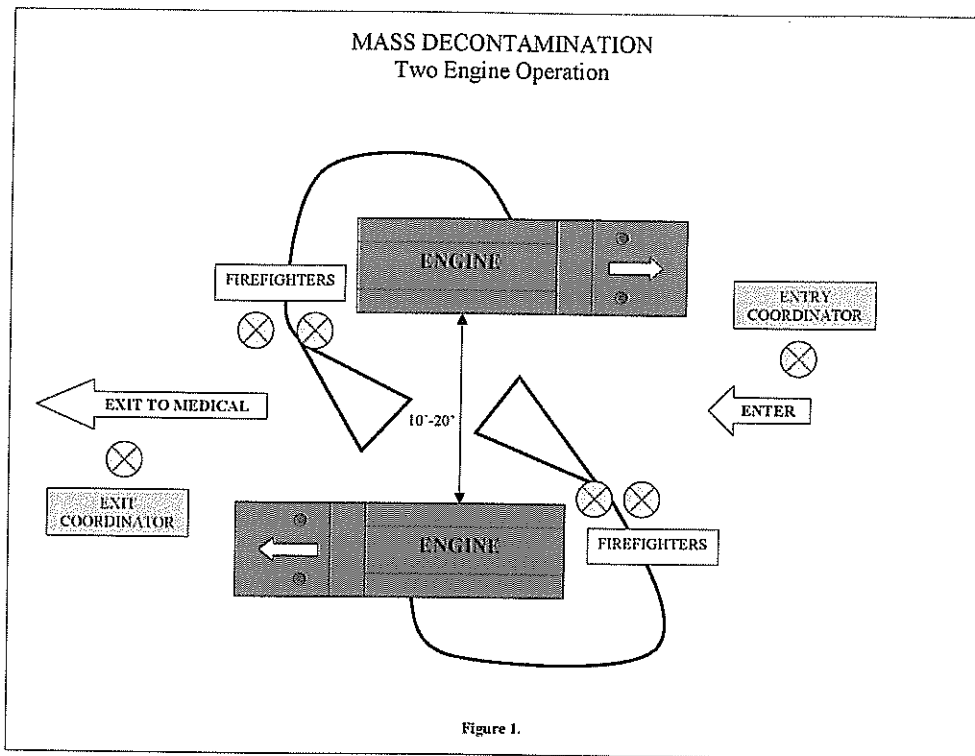 MASS DECONTAMINATION
Two Engine Operation
ENGINE
FIREFIGHTERS
ENTRY
COORDINATOR
EXIT TO MEDICAL
10'-20'
ENTER
EXIT
COORDINATOR
ENGINE
FIREFIGHTERS
Figure 1.